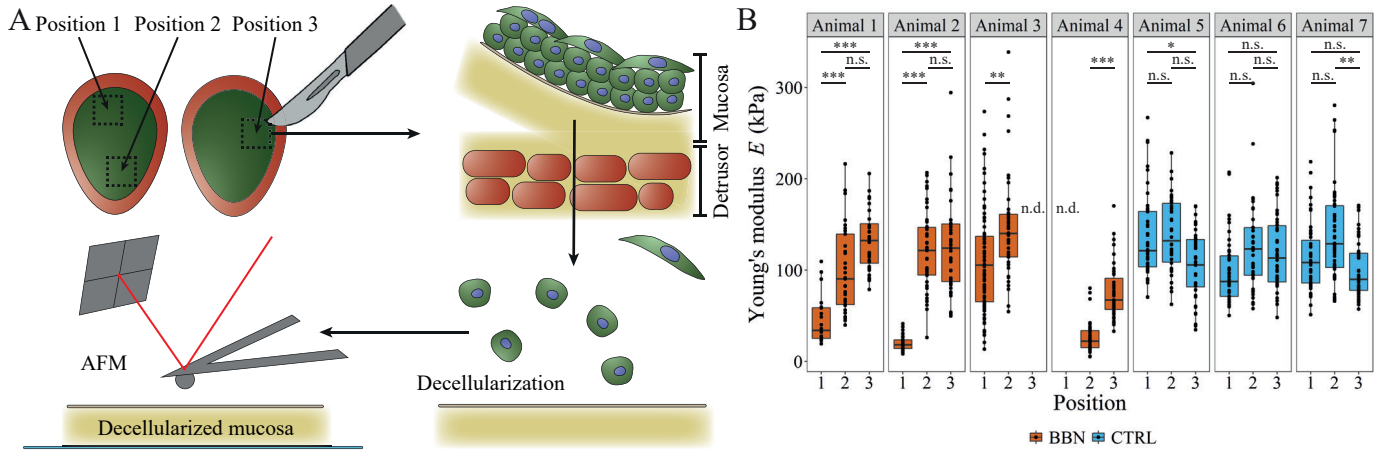 A
Position 1 Position 2 Position 3
Mucosa
Detrusor
AFM
Decellularization
Decellularized mucosa
B
Animal 1 Animal 2 Animal 3 Animal 4 Animal 5 Animal 6 Animal 7
*** *** * n.s. n.s.
n.s. n.s. ** *** n.s. n.s. **
*** *** n.s. n.s. n.s.
Young's modulus E (kPa)
300
200
100
0
n.d. n.d.
1 2 3 1 2 3 1 2 3 1 2 3 1 2 3 1 2 3 1 2 3
Position
BBN CTRL